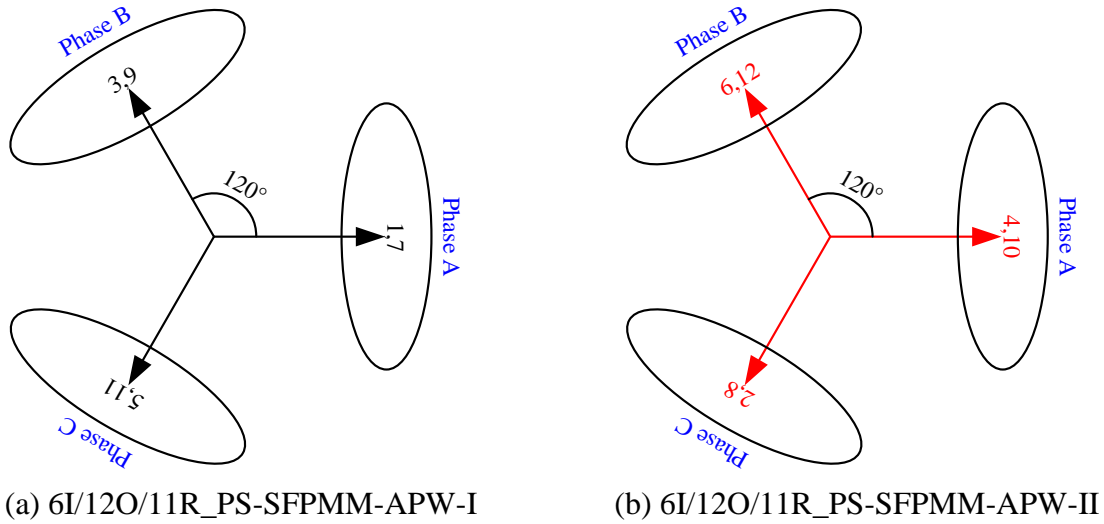 Phase B
3,9
120°
1,7
Phase A
5,11
Phase C
(a) 6I/12O/11R_PS-SFPMM-APW-I
Phase B
6,12
120°
4,10
Phase A
2,8
Phase C
(b) 6I/12O/11R_PS-SFPMM-APW-II